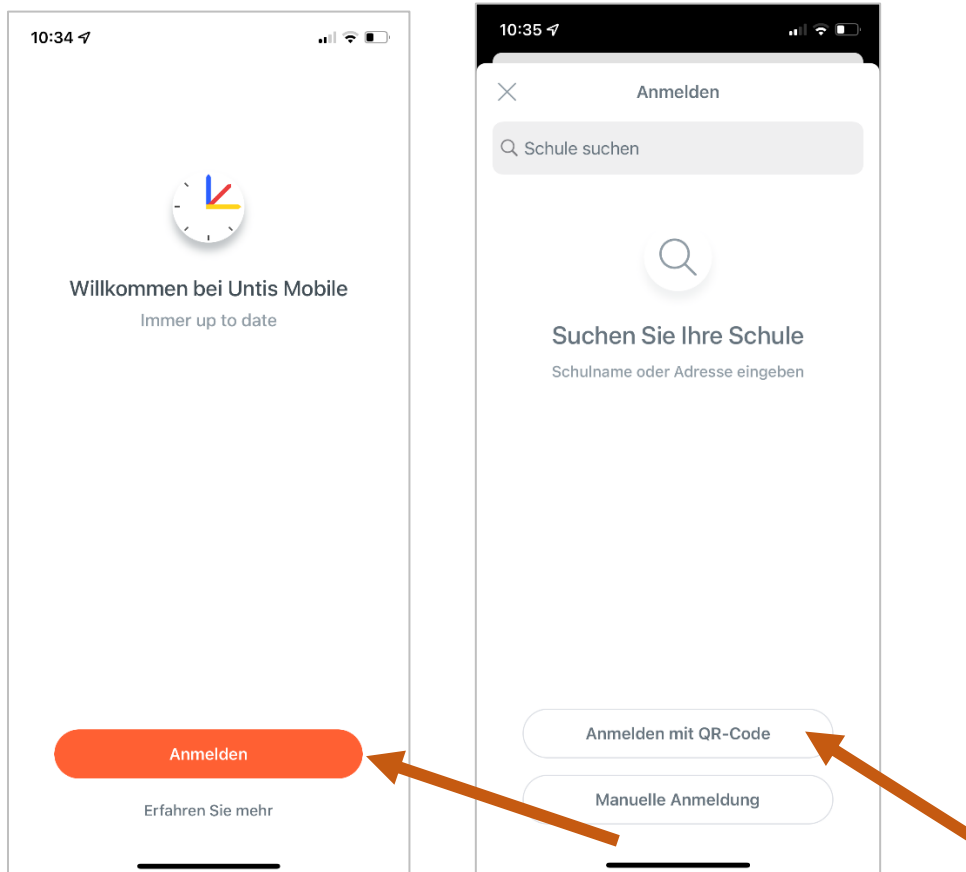 10:34
Willkommen bei Untis Mobile
Immer up to date
Anmelden
Erfahren Sie mehr
10:35
Anmelden
Schule suchen
Suchen Sie Ihre Schule
Schulname oder Adresse eingeben
Anmelden mit QR-Code
Manuelle Anmeldung